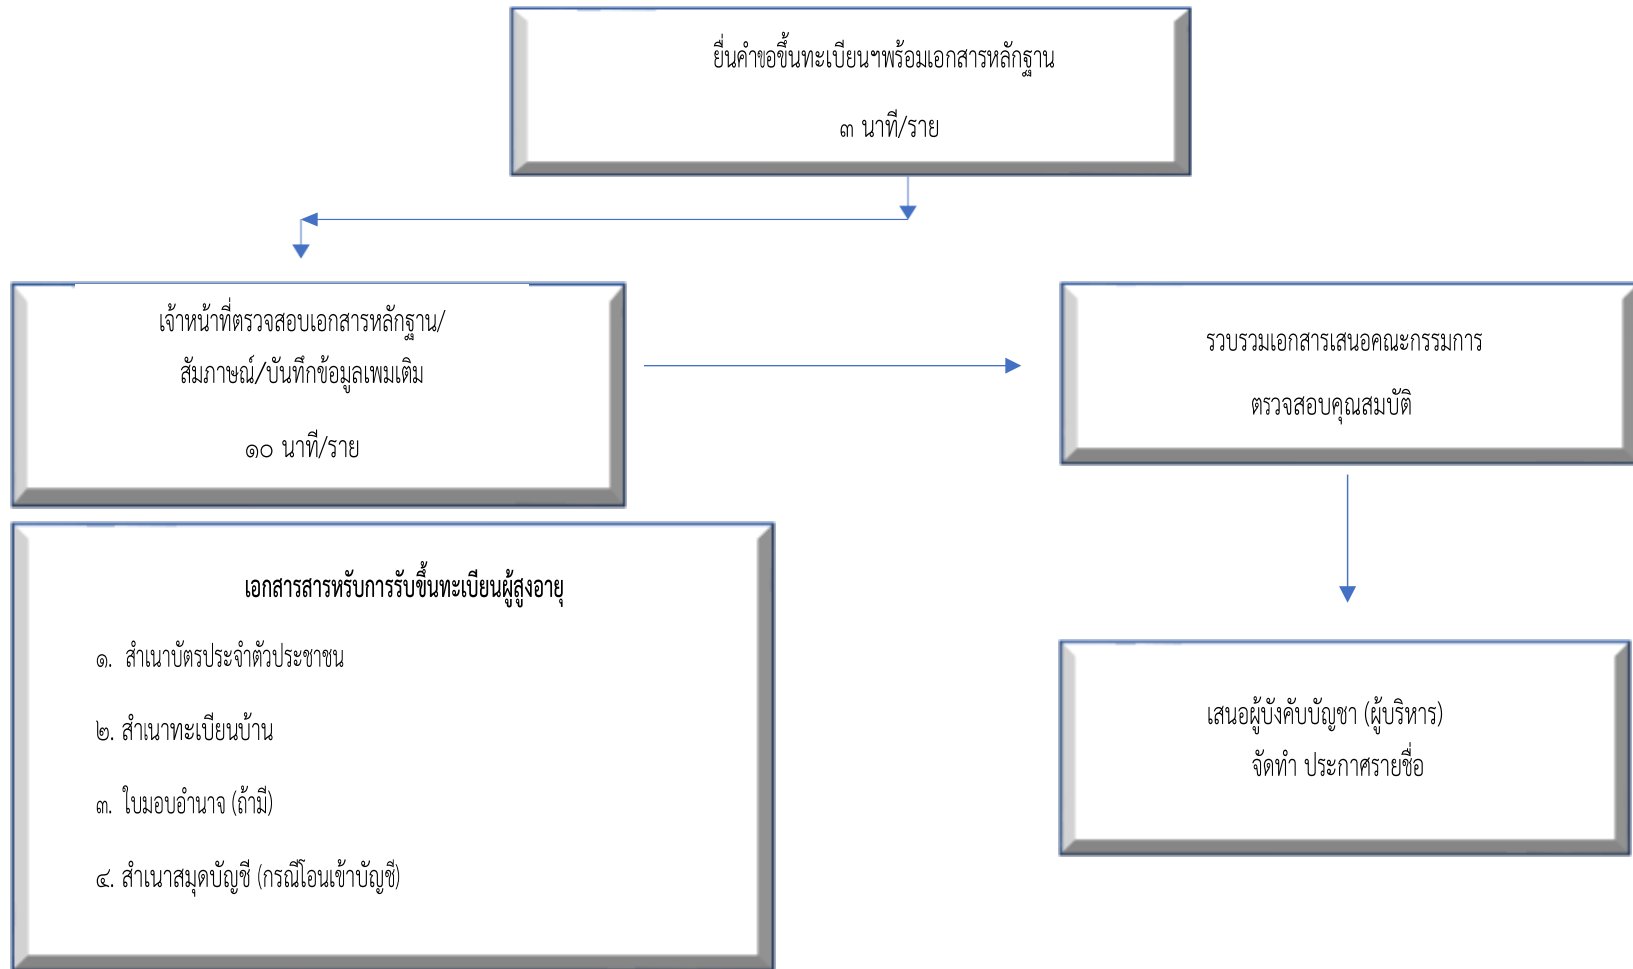 ยื่นคำขอขึ้นทะเบียนฯพร้อมเอกสารหลักฐาน
๓ นาที/ราย
เจ้าหน้าที่ตรวจสอบเอกสารหลักฐาน/
สัมภาษณ์/บันทึกข้อมูลเพมเติม
๑๐ นาที/ราย
รวบรวมเอกสารเสนอคณะกรรมการ
ตรวจสอบคุณสมบัติ
เอกสารสารหรับการรับขึ้นทะเบียนผู้สูงอายุ
๑. สำเนาบัตรประจำตัวประชาชน
๒. สำเนาทะเบียนบ้าน
๓. ใบมอบอำนาจ (ถ้ามี)
๔. สำเนาสมุดบัญชี (กรณีโอนเข้าบัญชี)
เสนอผู้บังคับบัญชา (ผู้บริหาร)
จัดทำ ประกาศรายชื่อ